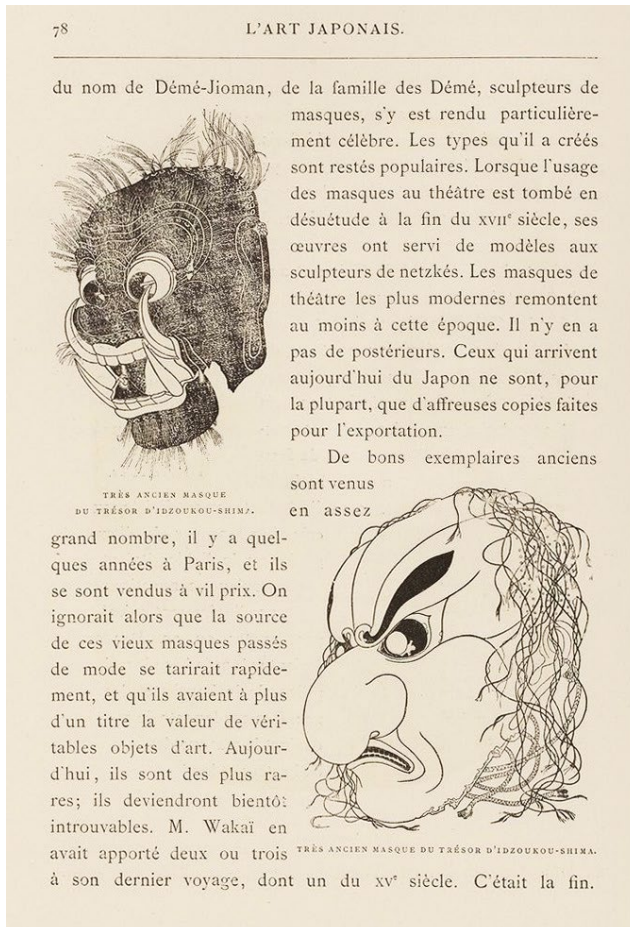 78
L'ART JAPONAIS.
du nom de Démé-Jioman, de la famille des Démé, sculpteurs de
masques, s'y est rendu particulière-
ment célèbre. Les types qu'il a créés
sont restés populaires. Lorsque l'usage
des masques au théâtre est tombé en
désuétude à la fin du XVIIe siècle, ses
œuvres ont servi de modèles aux
sculpteurs de netzkés. Les masques de
théâtre les plus modernes remontent
au moins à cette époque. Il n'y en a
pas de postérieurs. Ceux qui arrivent
aujourd'hui du Japon ne sont, pour
la plupart, que d'affreuses copies faites
pour l'exportation.
De bons exemplaires anciens
sont venus
en assez
TRÈS ANCIEN MASQUE
DU TRÉSOR D'IDZOUKOU-SHIMA.
grand nombre, il y a quel-
ques années à Paris, et ils
se sont vendus à vil prix. On
ignorait alors que la source
de ces vieux masques passés
de mode se tarirait rapide-
ment, et qu'ils avaient à plus
d'un titre la valeur de véri-
tables objets d'art. Aujour-
d'hui, ils sont des plus ra-
res; ils deviendront bientôt
introuvables. M. Wakaï en
avait apporté deux ou trois
TRÈS ANCIEN MASQUE DU TRÉSOR D'IDZOUKOU-SHIMA.
à son dernier voyage, dont un du XVe siècle. C'était la fin.